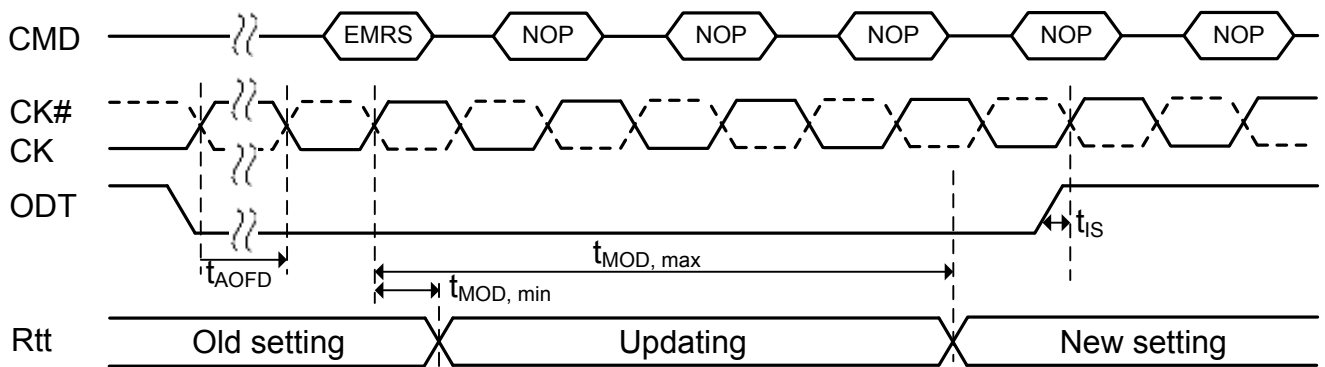 CMD EMRS NOP NOP NOP NOP NOP
CK#
CK
ODT
tIS
tMOD, max
tAOFD
tMOD, min
Rtt Old setting Updating New setting